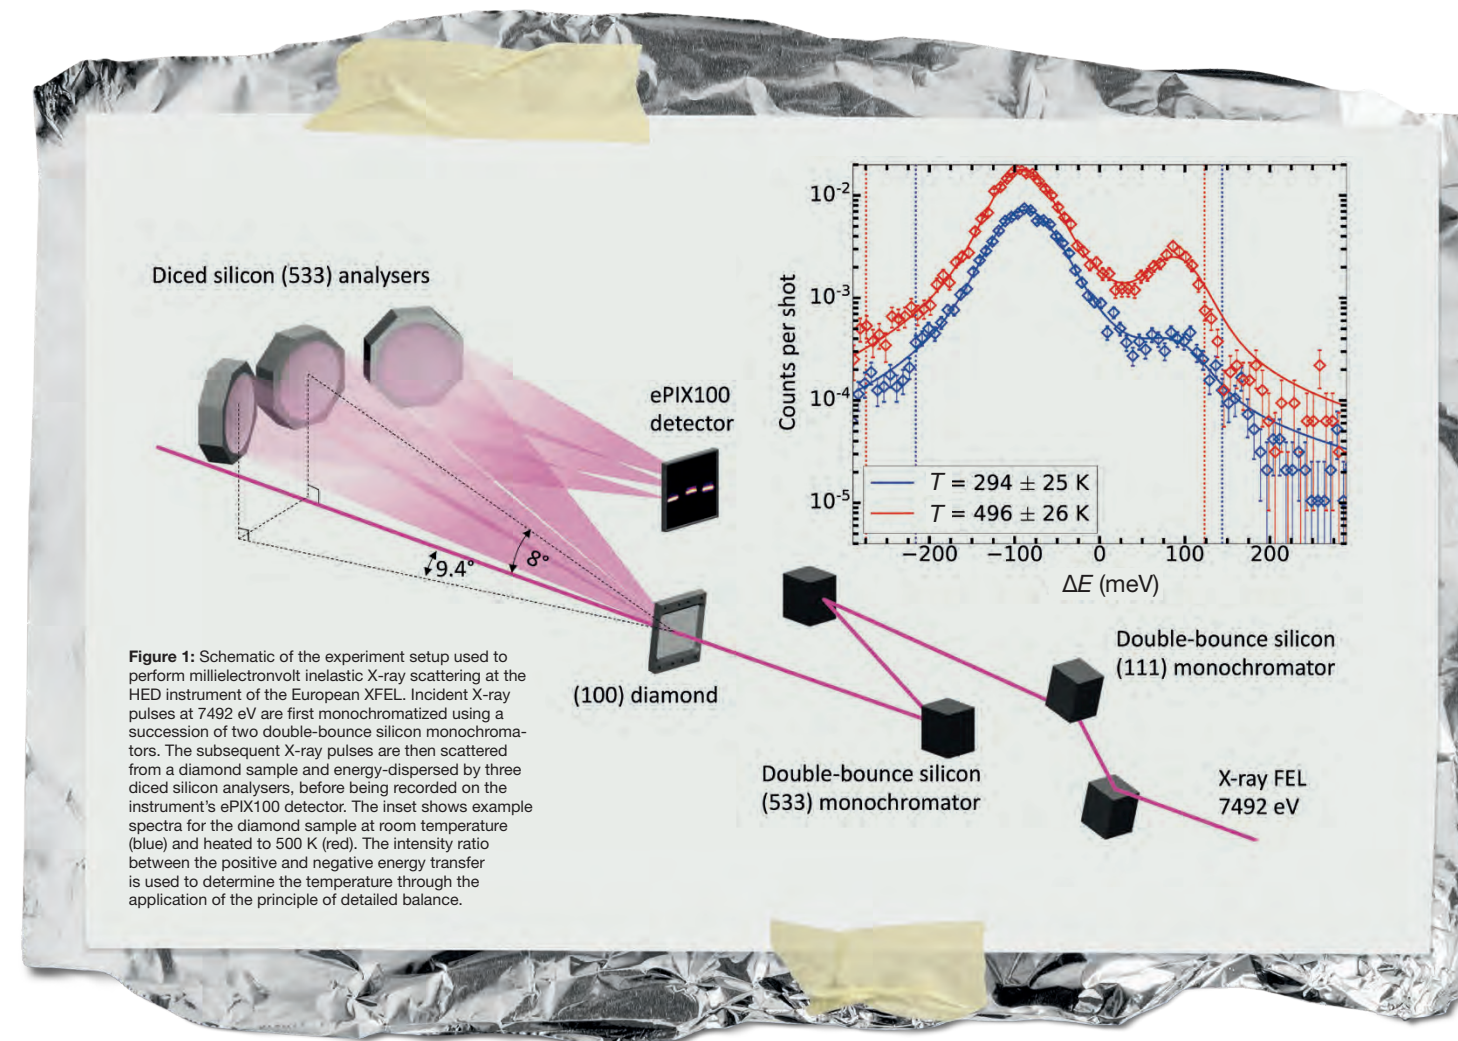 Diced silicon (533) analysers
ePIX100
detector
9.4°
8°
(100) diamond
Counts per shot
10⁻²
10⁻³
10⁻⁴
10⁻⁵
T = 294 ± 25 K
T = 496 ± 26 K
−200
−100
0
100
200
ΔE (meV)
Double-bounce silicon
(111) monochromator
Double-bounce silicon
(533) monochromator
X-ray FEL
7492 eV
Figure 1: Schematic of the experiment setup used to
perform millielectronvolt inelastic X-ray scattering at the
HED instrument of the European XFEL. Incident X-ray
pulses at 7492 eV are first monochromatized using a
succession of two double-bounce silicon monochroma-
tors. The subsequent X-ray pulses are then scattered
from a diamond sample and energy-dispersed by three
diced silicon analysers, before being recorded on the
instrument's ePIX100 detector. The inset shows example
spectra for the diamond sample at room temperature
(blue) and heated to 500 K (red). The intensity ratio
between the positive and negative energy transfer
is used to determine the temperature through the
application of the principle of detailed balance.